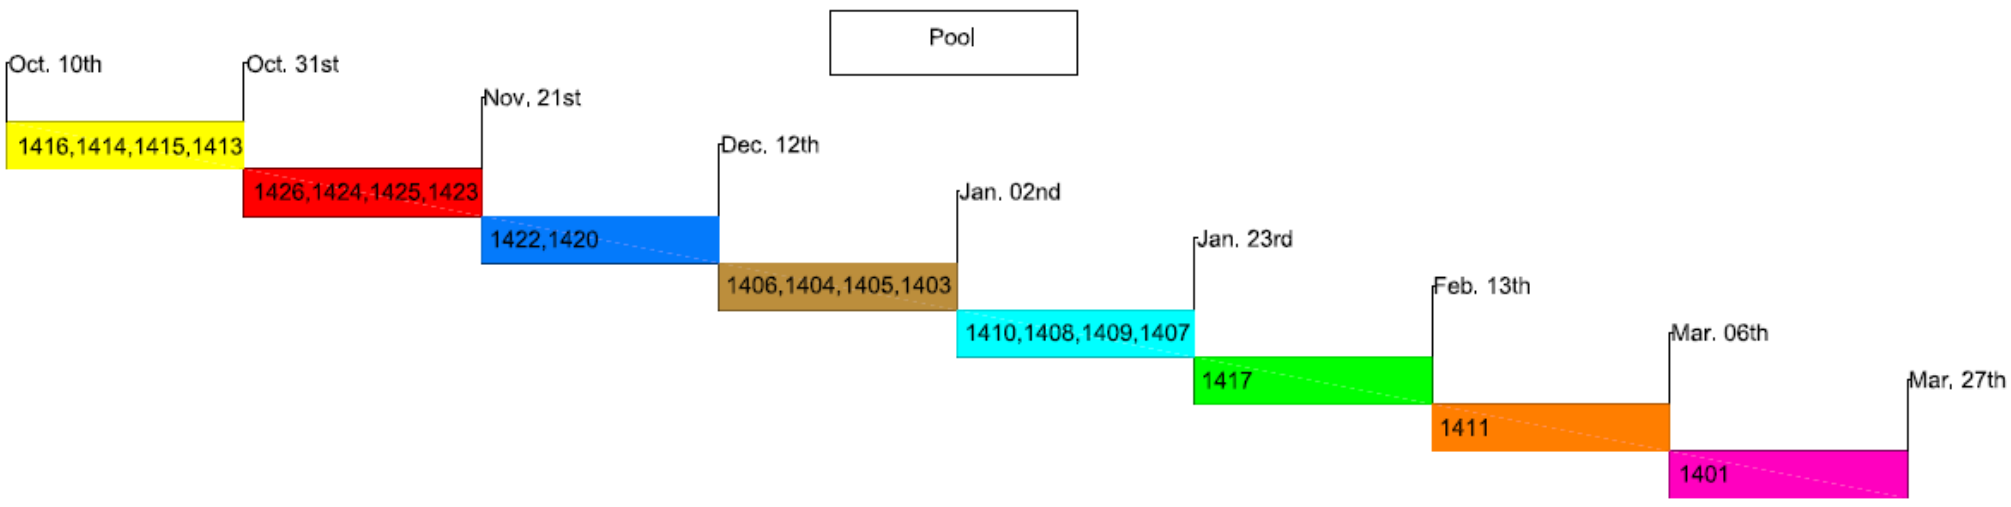 Pool
Oct. 10th
Oct. 31st
Nov, 21st
1416,1414,1415,1413
Dec. 12th
1426,1424,1425,1423
Jan. 02nd
1422,1420
Jan. 23rd
1406,1404,1405,1403
Feb. 13th
1410,1408,1409,1407
Mar. 06th
1417
Mar, 27th
1411
1401